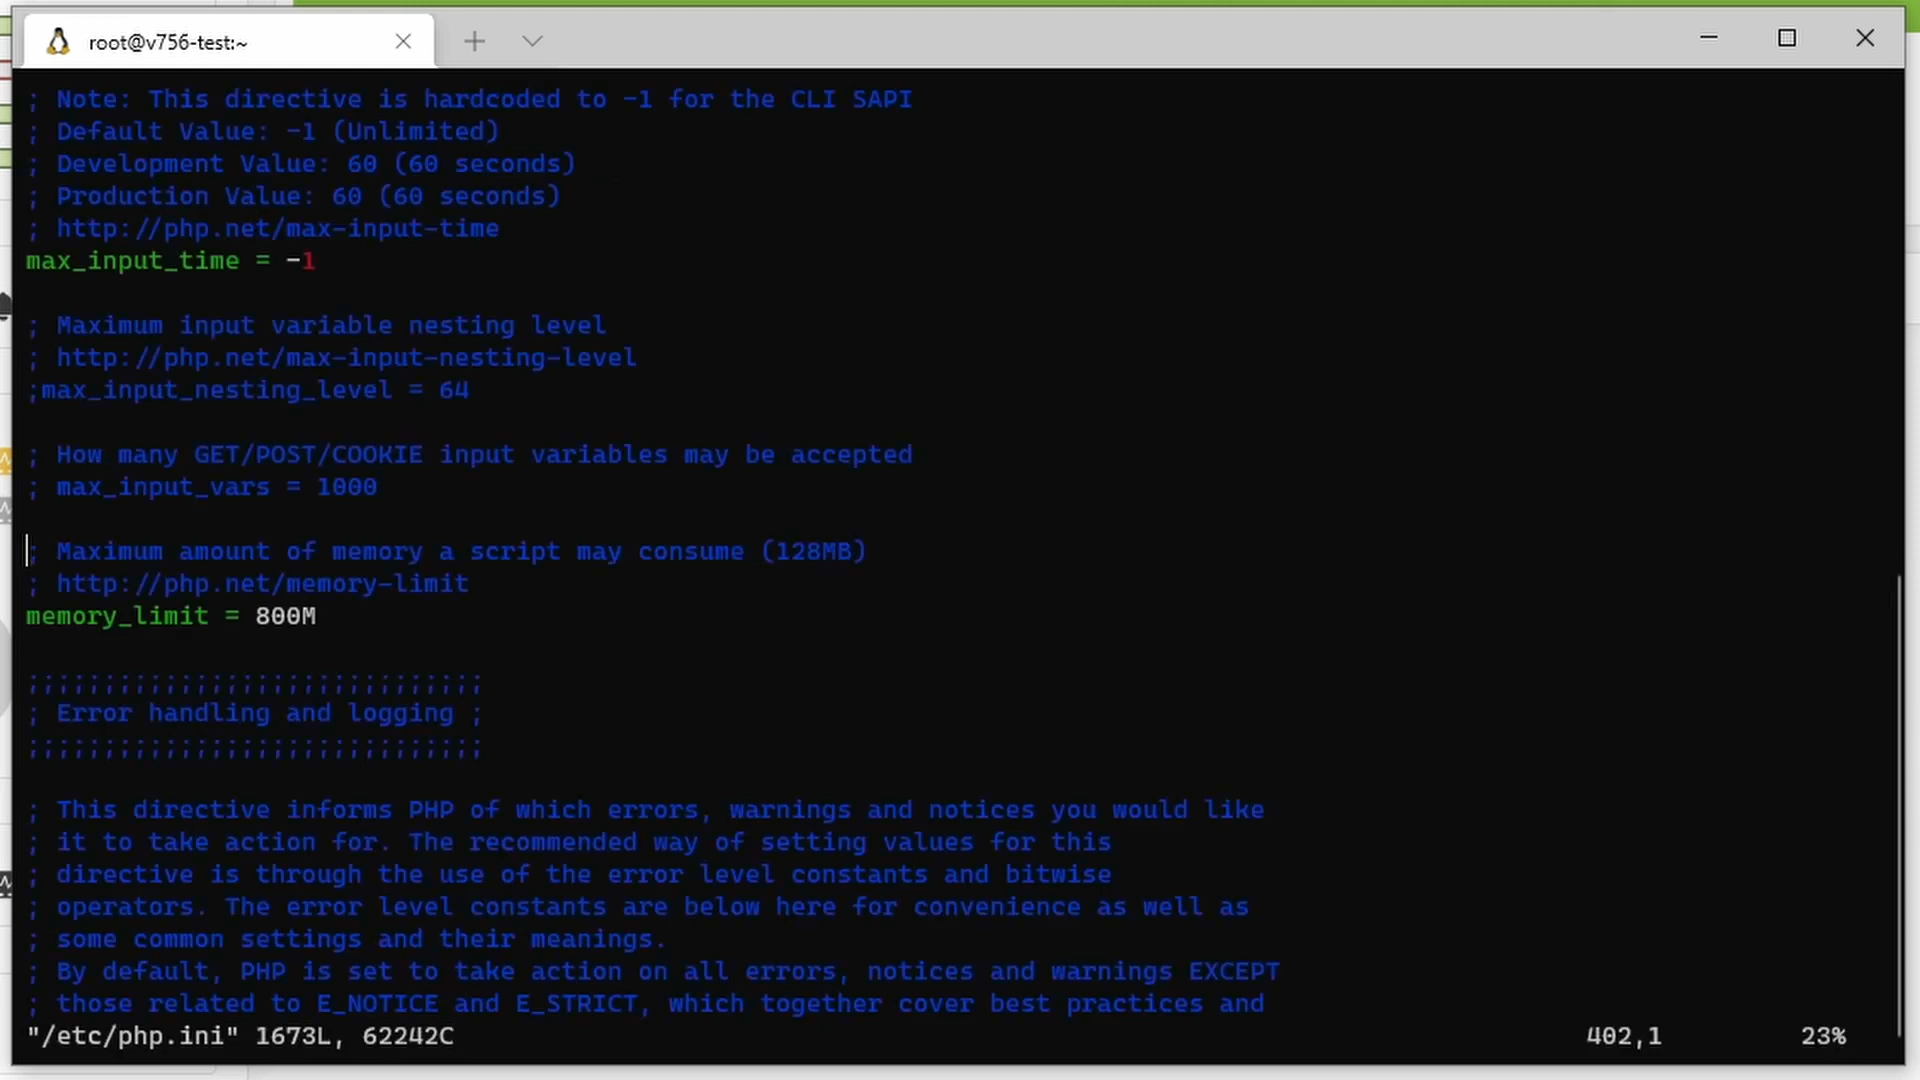 root@v756-test:~
; Note: This directive is hardcoded to -1 for the CLI SAPI
; Default Value: -1 (Unlimited)
; Development Value: 60 (60 seconds)
; Production Value: 60 (60 seconds)
; http://php.net/max-input-time
max_input_time = -1
; Maximum input variable nesting level
; http://php.net/max-input-nesting-level
;max_input_nesting_level = 64
; How many GET/POST/COOKIE input variables may be accepted
; max_input_vars = 1000
; Maximum amount of memory a script may consume (128MB)
; http://php.net/memory-limit
memory_limit = 800M
;;;;;;;;;;;;;;;;;;;;;;;;;;;;;;
; Error handling and logging ;
;;;;;;;;;;;;;;;;;;;;;;;;;;;;;;
; This directive informs PHP of which errors, warnings and notices you would like
; it to take action for. The recommended way of setting values for this
; directive is through the use of the error level constants and bitwise
; operators. The error level constants are below here for convenience as well as
; some common settings and their meanings.
; By default, PHP is set to take action on all errors, notices and warnings EXCEPT
; those related to E_NOTICE and E_STRICT, which together cover best practices and
"/etc/php.ini" 1673L, 62242C 402,1 23%